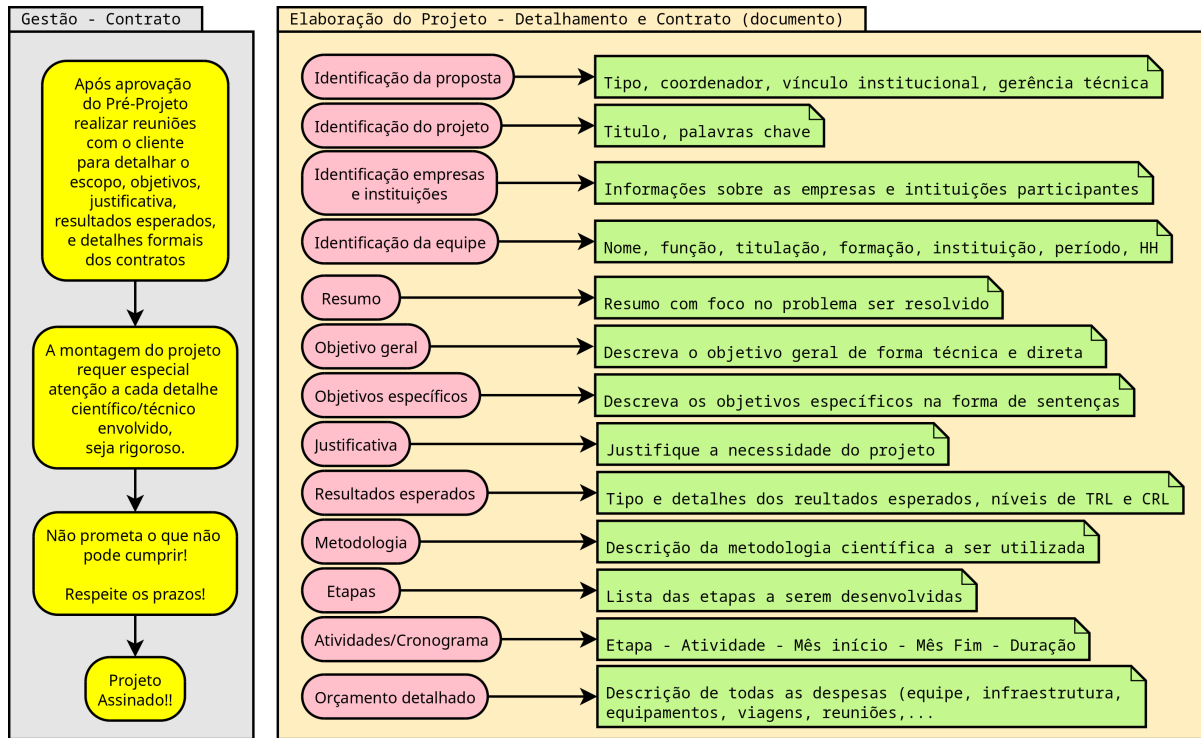 Gestão - Contrato
Após aprovação
do Pré-Projeto
realizar reuniões
com o cliente
para detalhar o
escopo, objetivos,
justificativa,
resultados esperados,
e detalhes formais
dos contratos
A montagem do projeto
requer especial
atenção a cada detalhe
científico/técnico
envolvido,
seja rigoroso.
Não prometa o que não
pode cumprir!
Respeite os prazos!
Projeto
Assinado!!
Elaboração do Projeto - Detalhamento e Contrato (documento)
Identificação da proposta
Tipo, coordenador, vínculo institucional, gerência técnica
Identificação do projeto
Titulo, palavras chave
Identificação empresas
e instituições
Informações sobre as empresas e intituições participantes
Identificação da equipe
Nome, função, titulação, formação, instituição, período, HH
Resumo
Resumo com foco no problema ser resolvido
Objetivo geral
Descreva o objetivo geral de forma técnica e direta
Objetivos específicos
Descreva os objetivos específicos na forma de sentenças
Justificativa
Justifique a necessidade do projeto
Resultados esperados
Tipo e detalhes dos reultados esperados, níveis de TRL e CRL
Metodologia
Descrição da metodologia científica a ser utilizada
Etapas
Lista das etapas a serem desenvolvidas
Atividades/Cronograma
Etapa - Atividade - Mês início - Mês Fim - Duração
Orçamento detalhado
Descrição de todas as despesas (equipe, infraestrutura,
equipamentos, viagens, reuniões,...